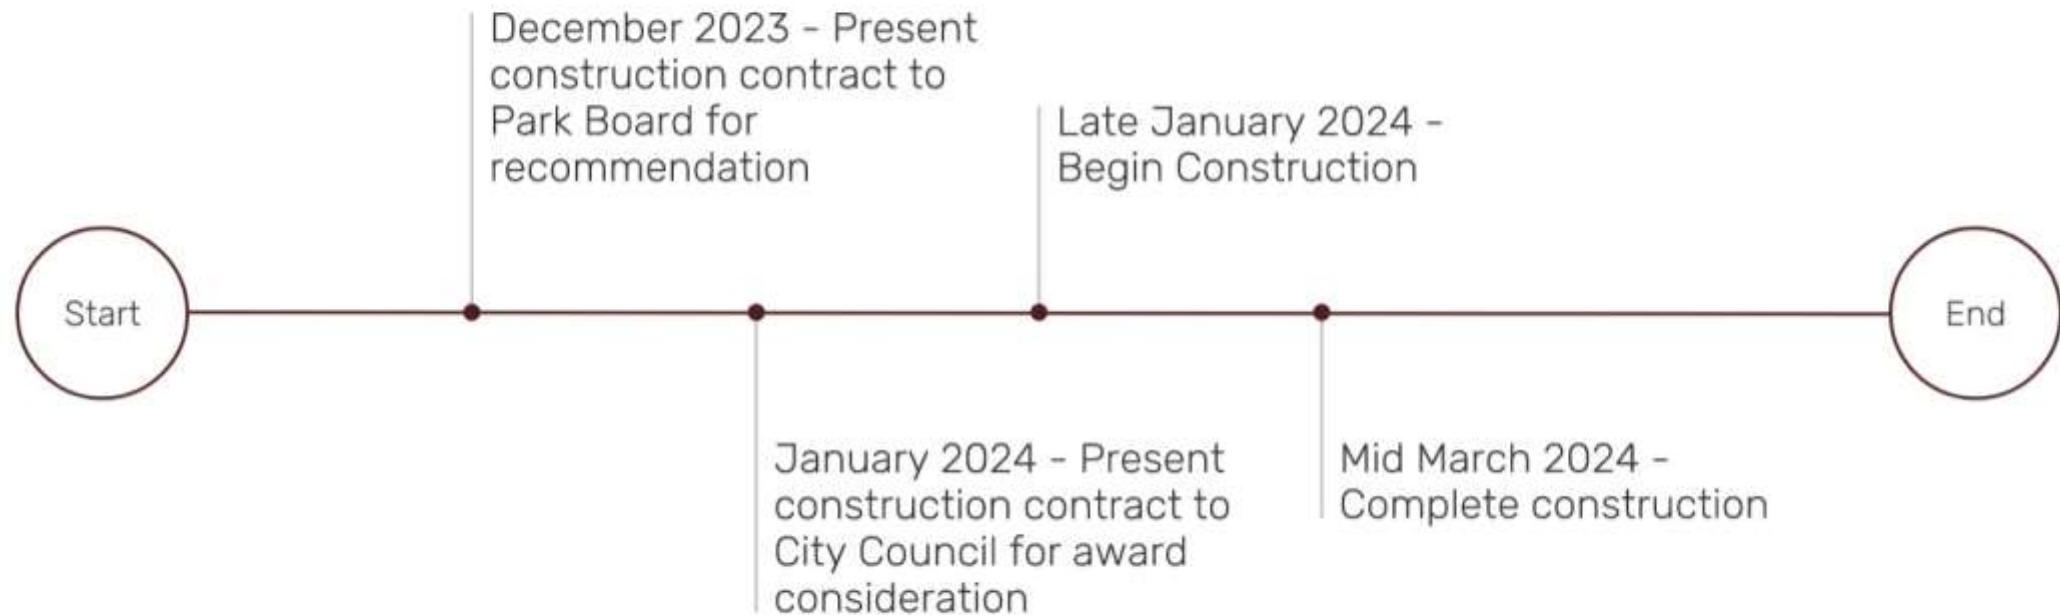 December 2023 - Present
construction contract to
Park Board for
recommendation
Late January 2024 -
Begin Construction
Start
End
January 2024 - Present
construction contract to
City Council for award
consideration
Mid March 2024 -
Complete construction